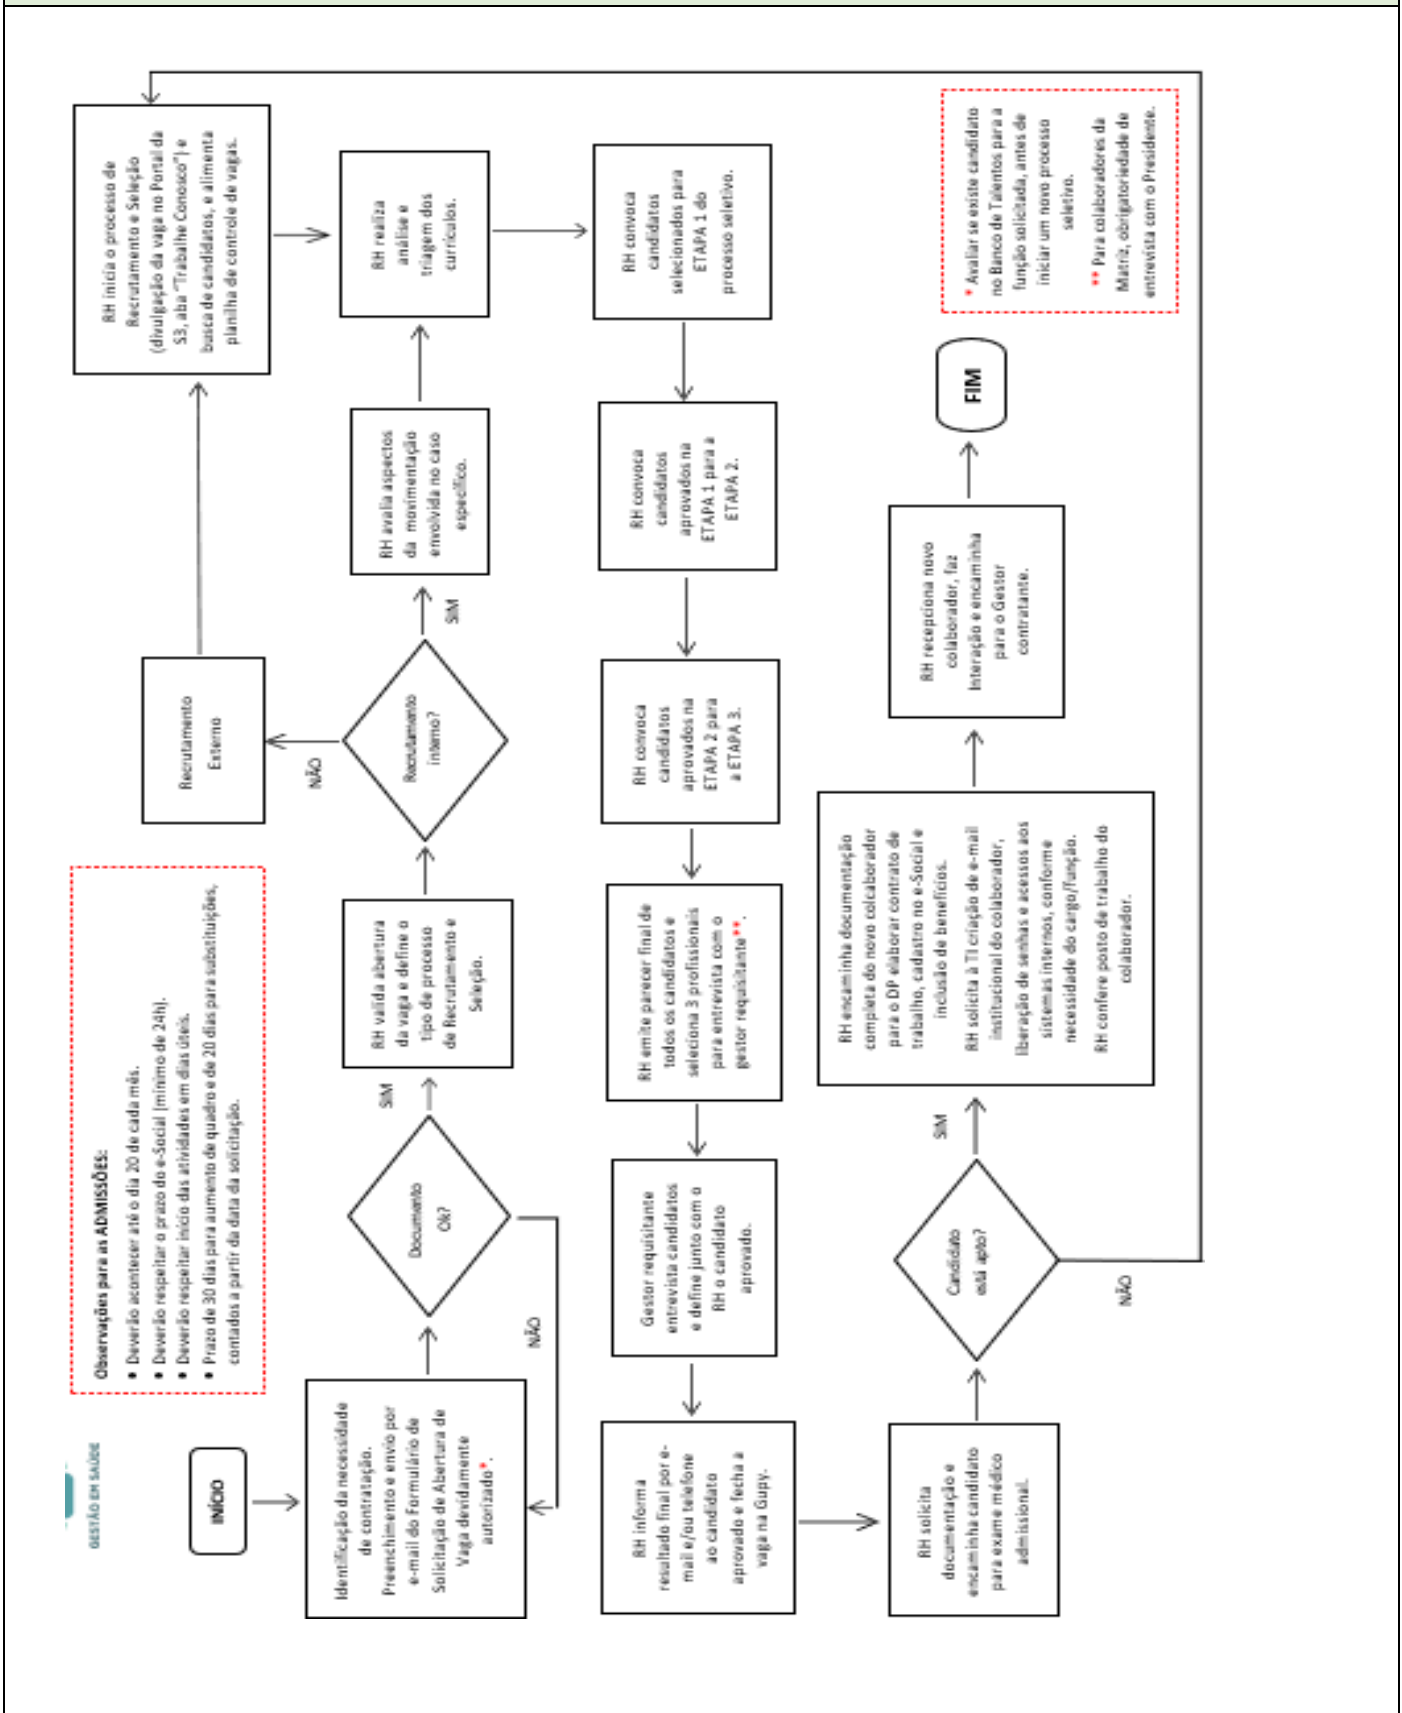 GESTÃO EM SAÚDE
INÍCIO
Observações para as ADMISSÕES:
• Deverão acontecer até o dia 20 de cada mês.
• Deverão respeitar o prazo do e-Social (mínimo de 24h).
• Deverão respeitar início das atividades em dias úteis.
• Prazo de 30 dias para aumento de quadro e de 20 dias para substituições,
contados a partir da data da solicitação.
Identificação da necessidade
de contratação.
Preenchimento e envio por
e-mail do Formulário de
Solicitação de Abertura de
Vaga devidamente
autorizado*.
Documento
Ok?
NÃO
SIM
RH valida abertura
da vaga e define o
tipo de processo
de Recrutamento e
Seleção.
Recrutamento
interno?
NÃO
Recrutamento
Externo
SIM
RH avalia aspectos
da movimentação
envolvida no caso
específico.
RH inicia o processo de
Recrutamento e Seleção
(divulgação da vaga no Portal da
S3, aba "Trabalhe Conosco") e
busca de candidatos, e alimenta
planilha de controle de vagas.
RH realiza
análise e
triagem dos
currículos.
RH convoca
candidatos
selecionados para
ETAPA 1 do
processo seletivo.
RH convoca
candidatos
aprovados na
ETAPA 1 para a
ETAPA 2.
RH convoca
candidatos
aprovados na
ETAPA 2 para
a ETAPA 3.
RH emite parecer final de
todos os candidatos e
seleciona 3 profissionais
para entrevista com o
gestor requisitante**.
Gestor requisitante
entrevista candidatos
e define junto com o
RH o candidato
aprovado.
RH informa
resultado final por e-
mail e/ou telefone
ao candidato
aprovado e fecha a
vaga na Gupy.
RH solicita
documentação e
encaminha candidato
para exame médico
admissional.
Candidato
está apto?
NÃO
SIM
RH encaminha documentação
completa do novo colcaborador
para o DP elaborar contrato de
trabalho, cadastro no e-Social e
inclusão de benefícios.
RH solicita à TI criação de e-mail
institucional do colaborador,
liberação de senhas e acessos aos
sistemas internos, conforme
necessidade do cargo/função.
RH confere posto de trabalho do
colaborador.
RH recepciona novo
colaborador, faz
Interação e encaminha
para o Gestor
contratante.
FIM
* Avaliar se existe candidato
no Banco de Talentos para a
função solicitada, antes de
iniciar um novo processo
seletivo.
** Para colaboradores da
Matriz, obrigatoriedade de
entrevista com o Presidente.